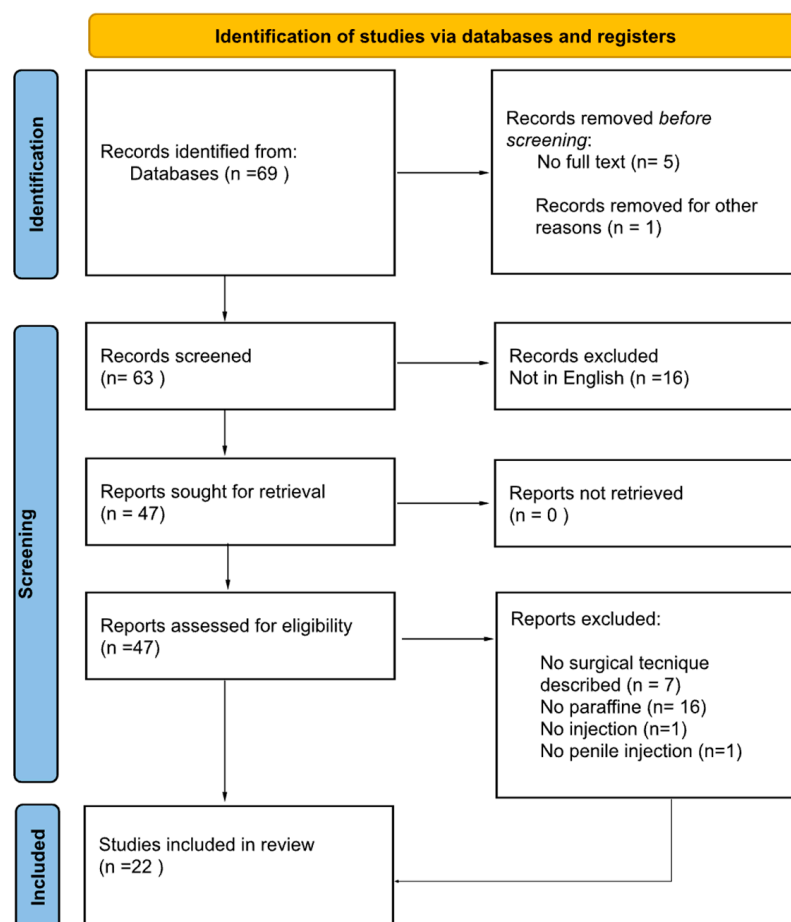 Identification of studies via databases and registers
Identification
Records identified from:
Databases (n =69 )
Records removed before
screening:
No full text (n= 5)
Records removed for other
reasons (n = 1)
Screening
Records screened
(n= 63 )
Records excluded
Not in English (n =16)
Reports sought for retrieval
(n = 47)
Reports not retrieved
(n = 0 )
Reports assessed for eligibility
(n =47)
Reports excluded:
No surgical tecnique
described (n = 7)
No paraffine (n= 16)
No injection (n=1)
No penile injection (n=1)
Included
Studies included in review
(n =22 )